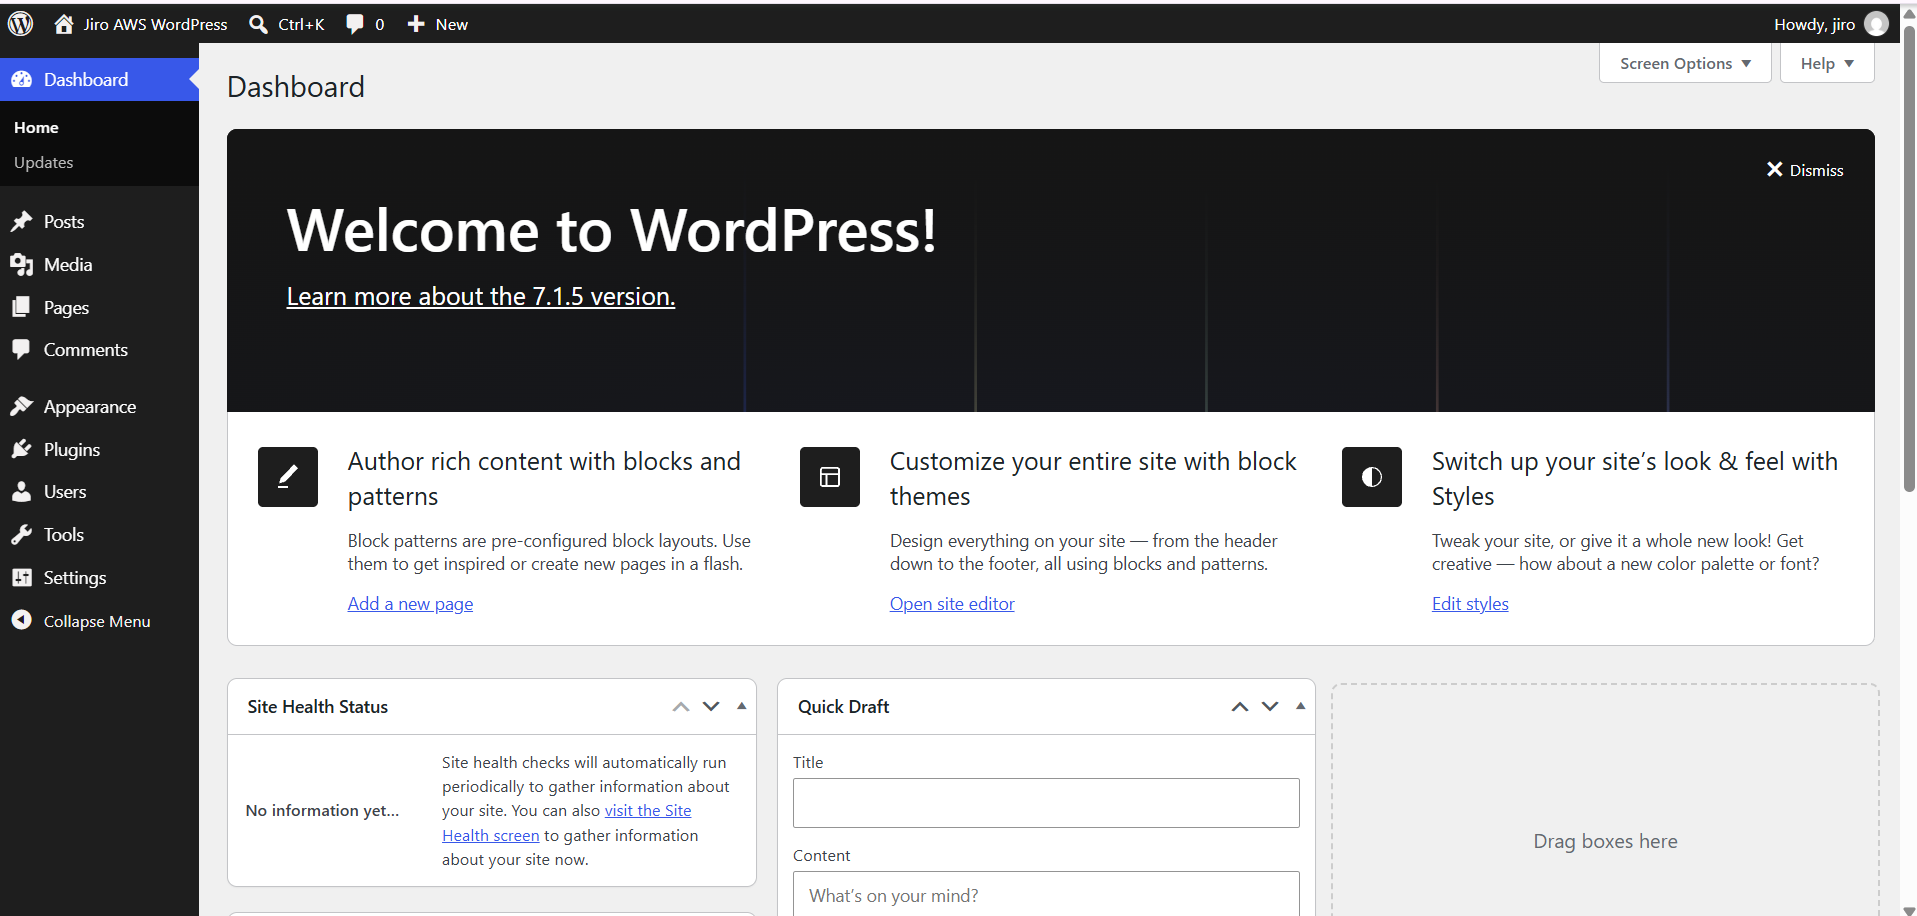 Jiro AWS WordPress
Ctrl+K
0
New
Howdy, jiro
Dashboard
Home
Updates
Posts
Media
Pages
Comments
Appearance
Plugins
Users
Tools
Settings
Collapse Menu
Dashboard
Screen Options
Help
Dismiss
Welcome to WordPress!
Learn more about the 7.1.5 version.
Author rich content with blocks and
patterns
Block patterns are pre-configured block layouts. Use
them to get inspired or create new pages in a flash.
Add a new page
Customize your entire site with block
themes
Design everything on your site — from the header
down to the footer, all using blocks and patterns.
Open site editor
Switch up your site’s look & feel with
Styles
Tweak your site, or give it a whole new look! Get
creative — how about a new color palette or font?
Edit styles
Site Health Status
No information yet...
Site health checks will automatically run
periodically to gather information about
your site. You can also visit the Site
Health screen to gather information
about your site now.
Quick Draft
Title
Content
What’s on your mind?
Drag boxes here